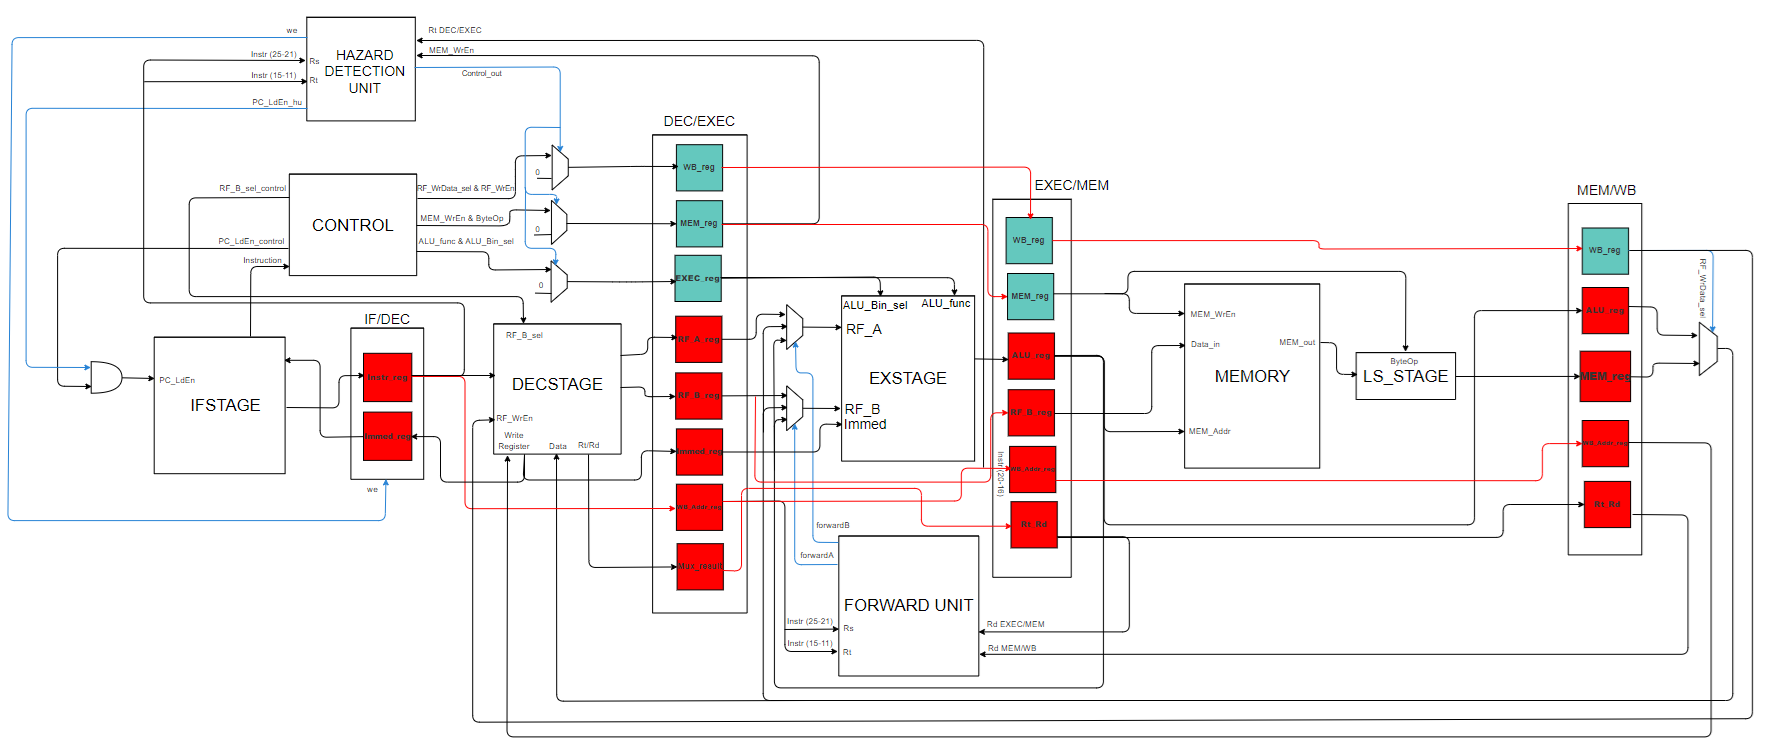 we
Instr (25-21)
Rs
Instr (15-11)
Rt
PC_LdEn_hu
HAZARD
DETECTION
UNIT
Rt DEC/EXEC
MEM_WrEn
Control_out
DEC/EXEC
WB_reg
MEM_reg
EXEC_reg
RF_A_reg
RF_B_reg
Immed_reg
WB_Addr_reg
Mux_result
RF_B_sel_control
PC_LdEn_control
Instruction
CONTROL
RF_WrData_sel & RF_WrEn
MEM_WrEn & ByteOp
ALU_func & ALU_Bin_sel
0
0
0
IF/DEC
Instr_reg
Immed_reg
we
PC_LdEn
IFSTAGE
RF_B_sel
DECSTAGE
RF_WrEn
Write
Register
Data
Rt/Rd
ALU_Bin_sel
ALU_func
RF_A
EXSTAGE
RF_B
Immed
forwardB
forwardA
FORWARD UNIT
Instr (25-21)
Rs
Instr (15-11)
Rt
Rd EXEC/MEM
Rd MEM/WB
EXEC/MEM
WB_reg
MEM_reg
ALU_reg
RF_B_reg
WB_Addr_reg
Rt_Rd
Instr (20-16)
MEM_WrEn
Data_in
MEM_out
MEMORY
MEM_Addr
ByteOp
LS_STAGE
MEM/WB
WB_reg
ALU_reg
MEM_reg
WB_Addr_reg
Rt_Rd
RF_WrData_sel